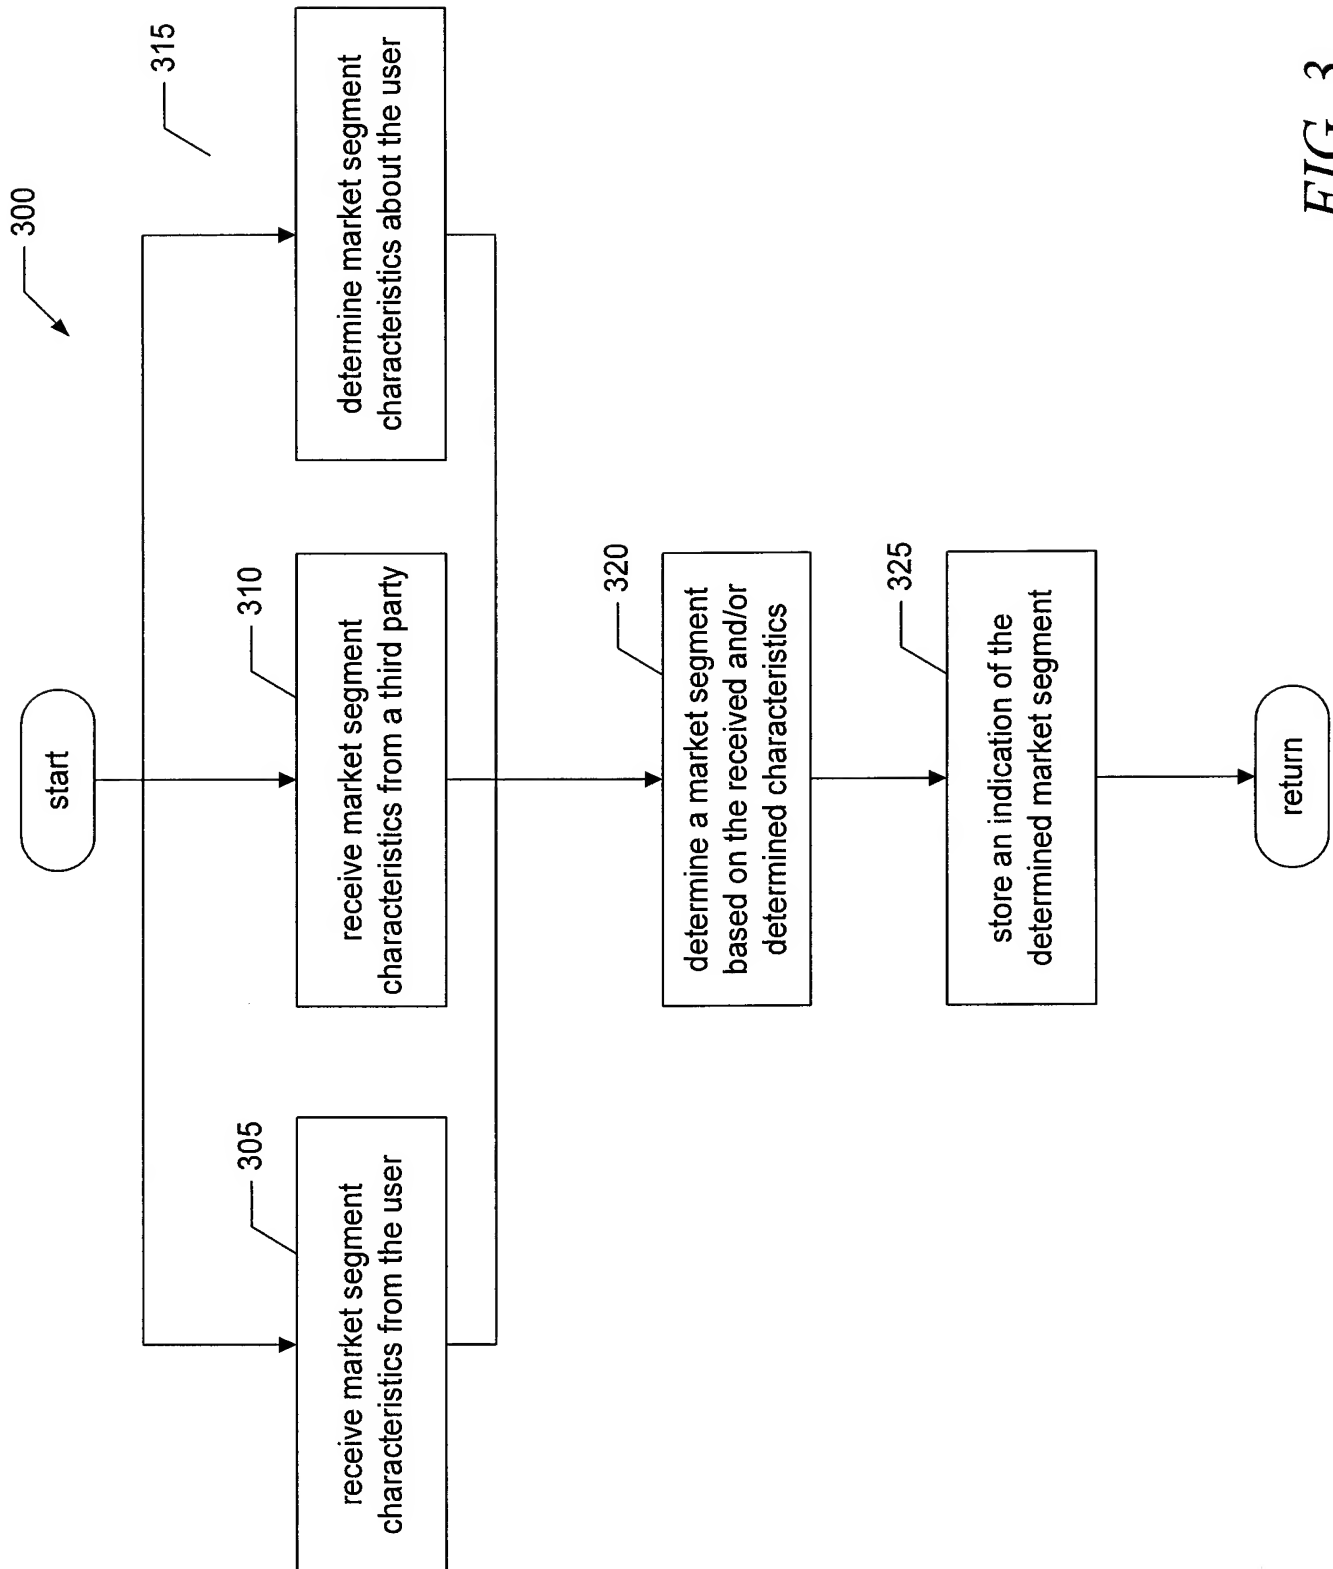 300
start
305
receive market segment
characteristics from the user
310
receive market segment
characteristics from a third party
315
determine market segment
characteristics about the user
320
determine a market segment
based on the received and/or
determined characteristics
325
store an indication of the
determined market segment
return
FIG. 3